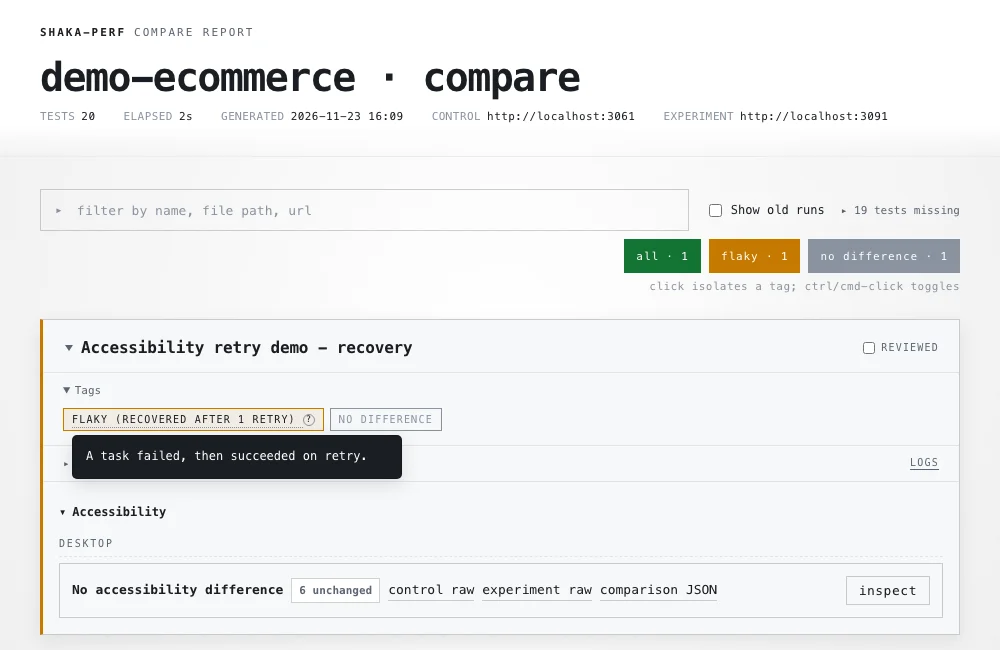 SHAKA-PERF COMPARE REPORT
demo-ecommerce · compare
TESTS 20 ELAPSED 2s GENERATED 2026-11-23 16:09 CONTROL http://localhost:3061 EXPERIMENT http://localhost:3091
▸ filter by name, file path, url
Show old runs ▸ 19 tests missing
all · 1 flaky · 1 no difference · 1
click isolates a tag; ctrl/cmd-click toggles
▼ Accessibility retry demo - recovery REVIEWED
▼ Tags
FLAKY (RECOVERED AFTER 1 RETRY) ? NO DIFFERENCE
A task failed, then succeeded on retry.
▸ LOGS
▾ Accessibility
DESKTOP
No accessibility difference 6 unchanged control raw experiment raw comparison JSON inspect